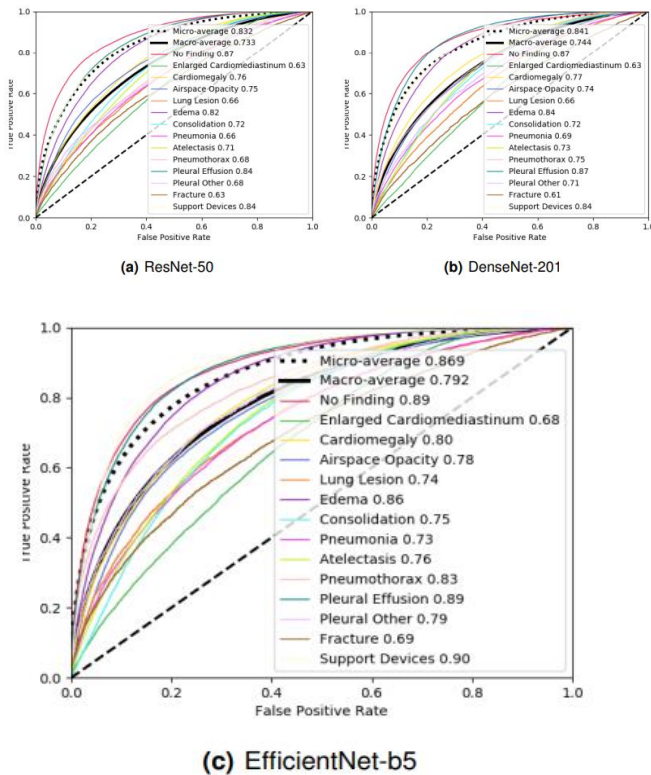 1.0
0.8
0.6
0.4
0.2
0.0
0.0 0.2 0.4 0.6 0.8 1.0
True Positive Rate
False Positive Rate
Micro-average 0.832
Macro-average 0.733
No Finding 0.87
Enlarged Cardiomediastinum 0.63
Cardiomegaly 0.76
Airspace Opacity 0.75
Lung Lesion 0.66
Edema 0.82
Consolidation 0.72
Pneumonia 0.66
Atelectasis 0.71
Pneumothorax 0.68
Pleural Effusion 0.84
Pleural Other 0.68
Fracture 0.63
Support Devices 0.84
(a) ResNet-50
1.0
0.8
0.6
0.4
0.2
0.0
0.0 0.2 0.4 0.6 0.8 1.0
True Positive Rate
False Positive Rate
Micro-average 0.841
Macro-average 0.744
No Finding 0.87
Enlarged Cardiomediastinum 0.63
Cardiomegaly 0.77
Airspace Opacity 0.74
Lung Lesion 0.66
Edema 0.84
Consolidation 0.72
Pneumonia 0.69
Atelectasis 0.73
Pneumothorax 0.75
Pleural Effusion 0.87
Pleural Other 0.71
Fracture 0.61
Support Devices 0.84
(b) DenseNet-201
1.0
0.8
0.6
0.4
0.2
0.0
0.0 0.2 0.4 0.6 0.8 1.0
True Positive Rate
False Positive Rate
Micro-average 0.869
Macro-average 0.792
No Finding 0.89
Enlarged Cardiomediastinum 0.68
Cardiomegaly 0.80
Airspace Opacity 0.78
Lung Lesion 0.74
Edema 0.86
Consolidation 0.75
Pneumonia 0.73
Atelectasis 0.76
Pneumothorax 0.83
Pleural Effusion 0.89
Pleural Other 0.79
Fracture 0.69
Support Devices 0.90
(c) EfficientNet-b5